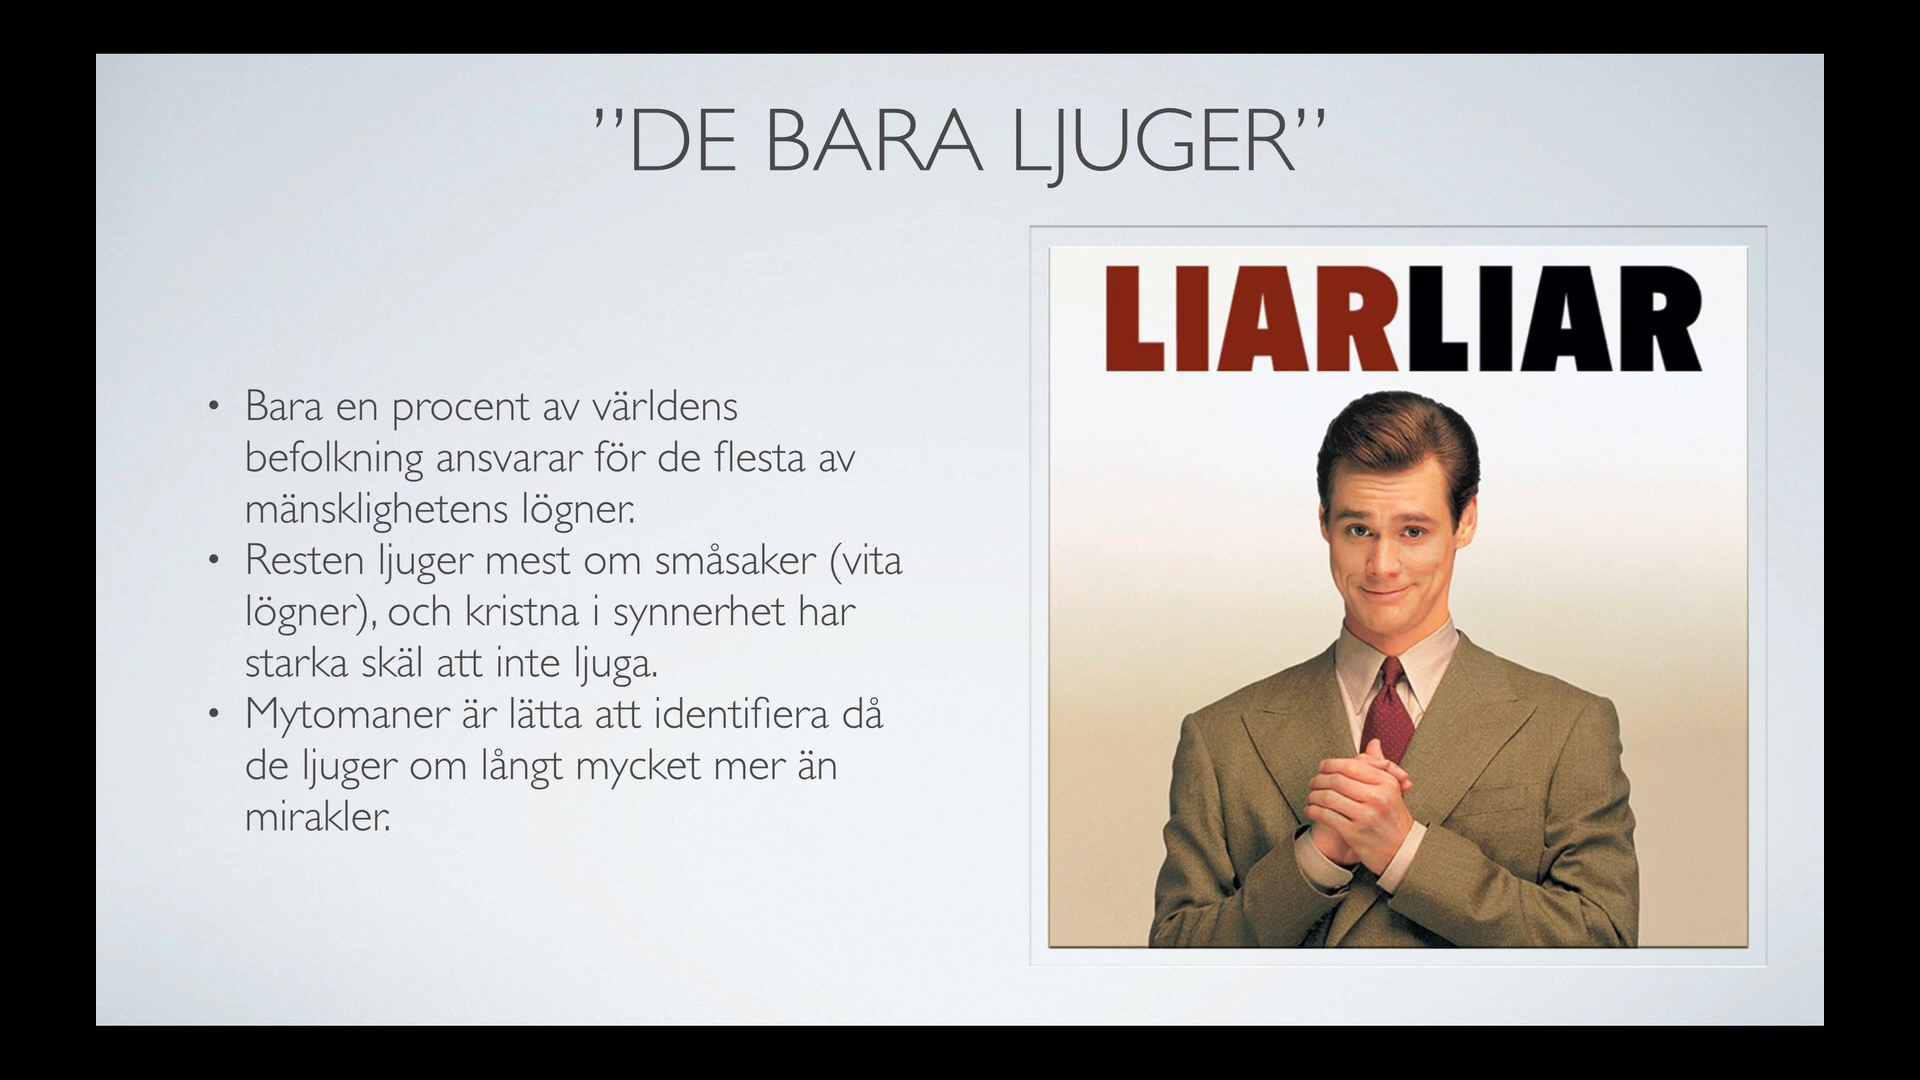 ”DE BARA LJUGER”
• Bara en procent av världens
befolkning ansvarar för de flesta av
mänsklighetens lögner.
• Resten ljuger mest om småsaker (vita
lögner), och kristna i synnerhet har
starka skäl att inte ljuga.
• Mytomaner är lätta att identifiera då
de ljuger om långt mycket mer än
mirakler.
LIARLIAR